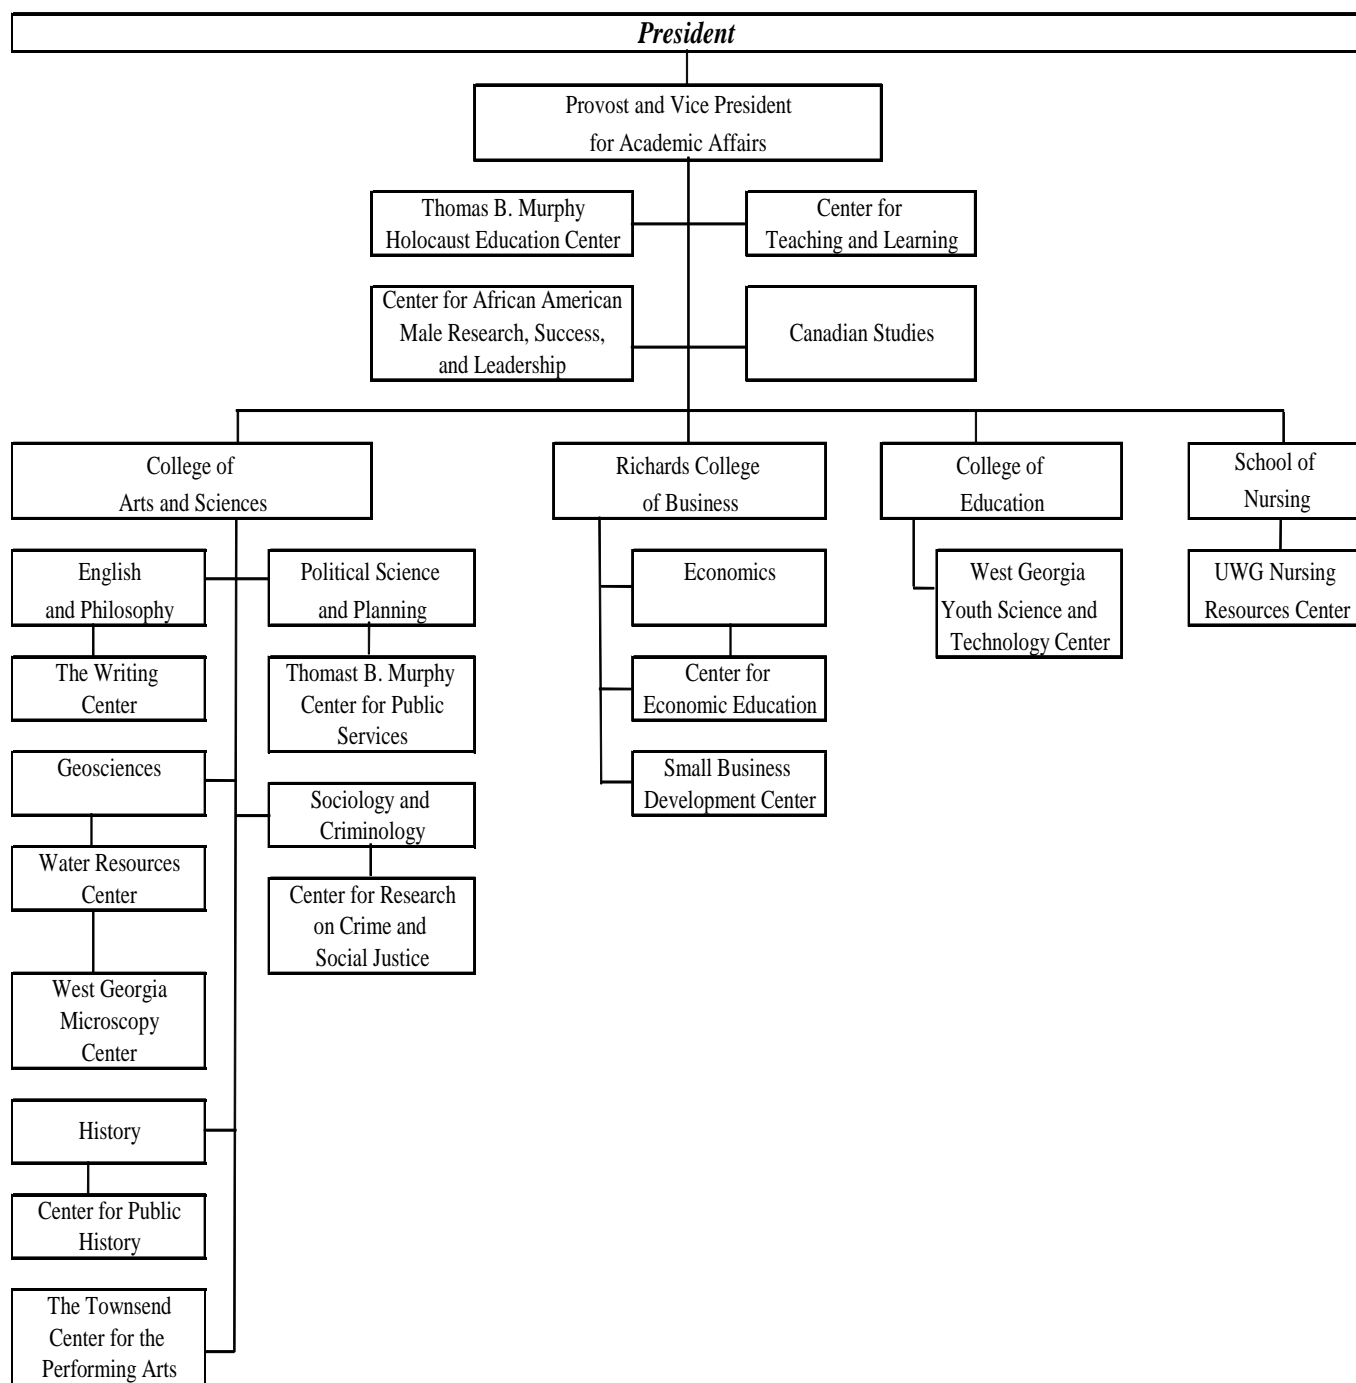 President
Provost and Vice President
for Academic Affairs
Thomas B. Murphy
Holocaust Education Center
Center for
Teaching and Learning
Center for African American
Male Research, Success,
and Leadership
Canadian Studies
College of
Arts and Sciences
Richards College
of Business
College of
Education
School of
Nursing
English
and Philosophy
Political Science
and Planning
Economics
West Georgia
Youth Science and
Technology Center
UWG Nursing
Resources Center
The Writing
Center
Thomast B. Murphy
Center for Public
Services
Center for
Economic Education
Geosciences
Sociology and
Criminology
Small Business
Development Center
Water Resources
Center
Center for Research
on Crime and
Social Justice
West Georgia
Microscopy
Center
History
Center for Public
History
The Townsend
Center for the
Performing Arts